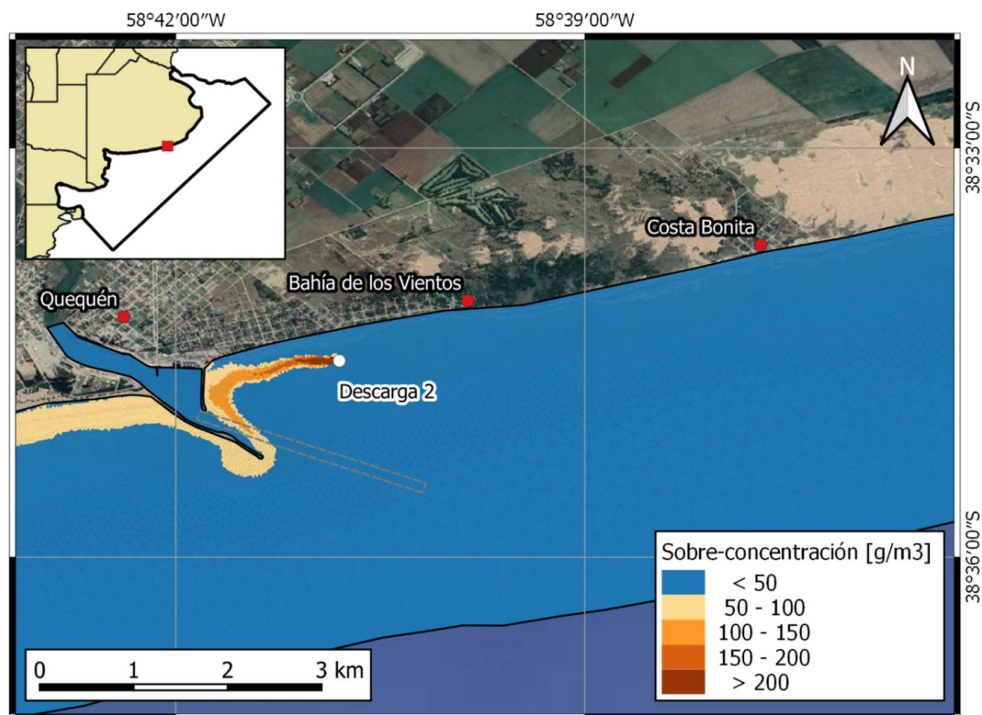 58°42'00"W
58°39'00"W
N
38°33'00"S
Costa Bonita
Bahía de los Vientos
Quequén
Descarga 2
38°36'00"S
Sobre-concentración [g/m3]
< 50
50 - 100
100 - 150
150 - 200
> 200
0 1 2 3 km